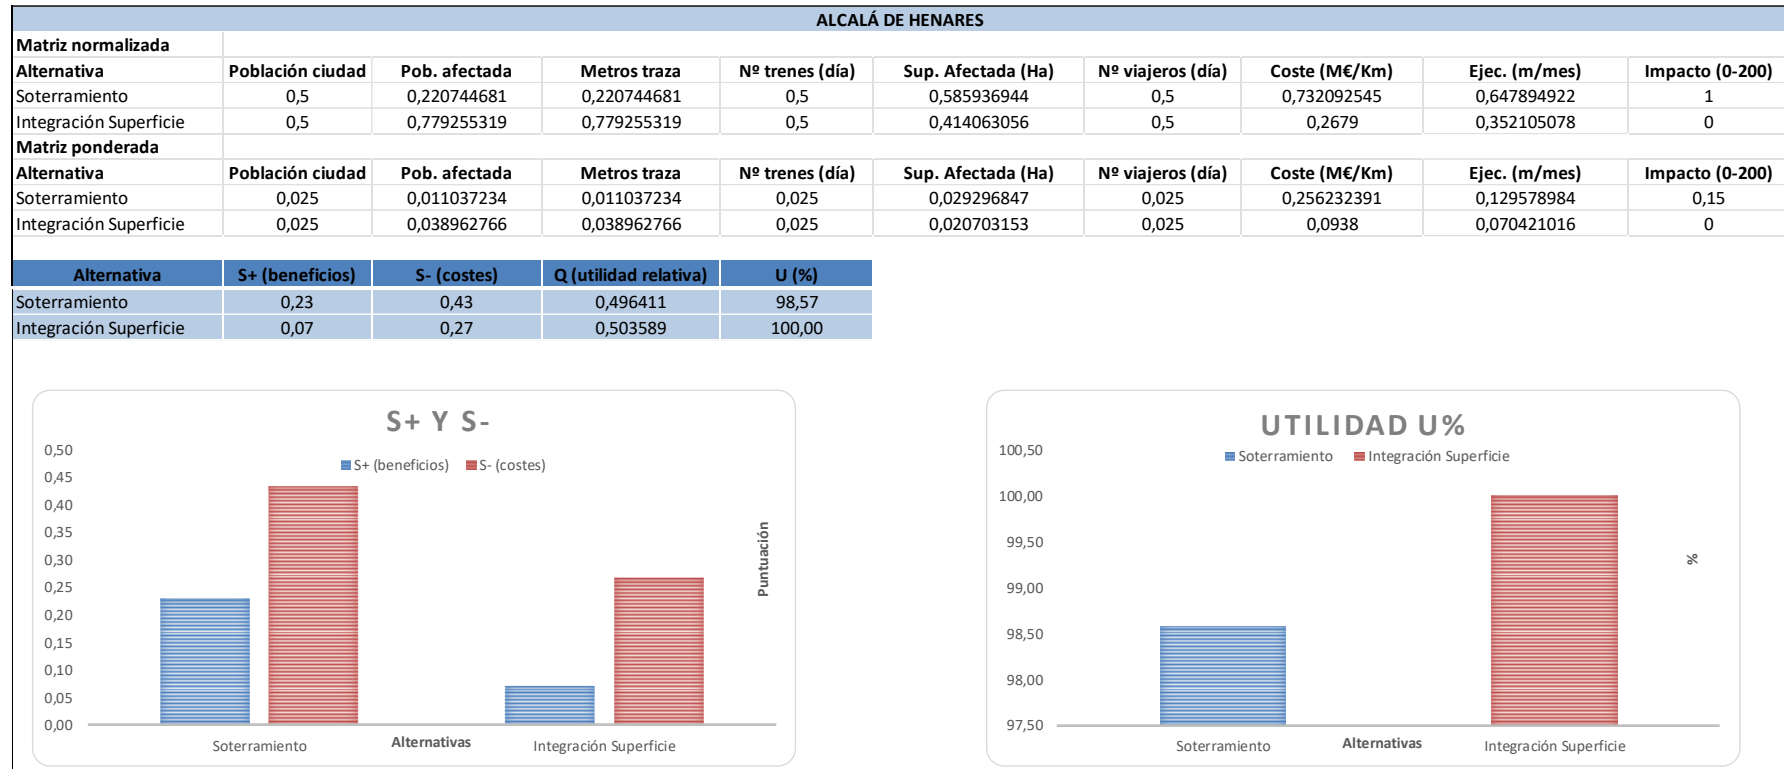 ALCALÁ DE HENARES
Matriz normalizada
Alternativa Población ciudad Pob. afectada Metros traza Nº trenes (día) Sup. Afectada (Ha) Nº viajeros (día) Coste (M€/Km) Ejec. (m/mes) Impacto (0-200)
Soterramiento 0,5 0,220744681 0,220744681 0,5 0,585936944 0,5 0,732092545 0,647894922 1
Integración Superficie 0,5 0,779255319 0,779255319 0,5 0,414063056 0,5 0,2679 0,352105078 0
Matriz ponderada
Alternativa Población ciudad Pob. afectada Metros traza Nº trenes (día) Sup. Afectada (Ha) Nº viajeros (día) Coste (M€/Km) Ejec. (m/mes) Impacto (0-200)
Soterramiento 0,025 0,011037234 0,011037234 0,025 0,029296847 0,025 0,256232391 0,129578984 0,15
Integración Superficie 0,025 0,038962766 0,038962766 0,025 0,020703153 0,025 0,0938 0,070421016 0
Alternativa S+ (beneficios) S- (costes) Q (utilidad relativa) U (%)
Soterramiento 0,23 0,43 0,496411 98,57
Integración Superficie 0,07 0,27 0,503589 100,00
S+ Y S-
S+ (beneficios) S- (costes)
0,50
0,45
0,40
0,35
0,30
0,25
0,20
0,15
0,10
0,05
0,00
Puntuación
Soterramiento Alternativas Integración Superficie
UTILIDAD U%
Soterramiento Integración Superficie
100,50
100,00
99,50
99,00
98,50
98,00
97,50
%
Soterramiento Alternativas Integración Superficie